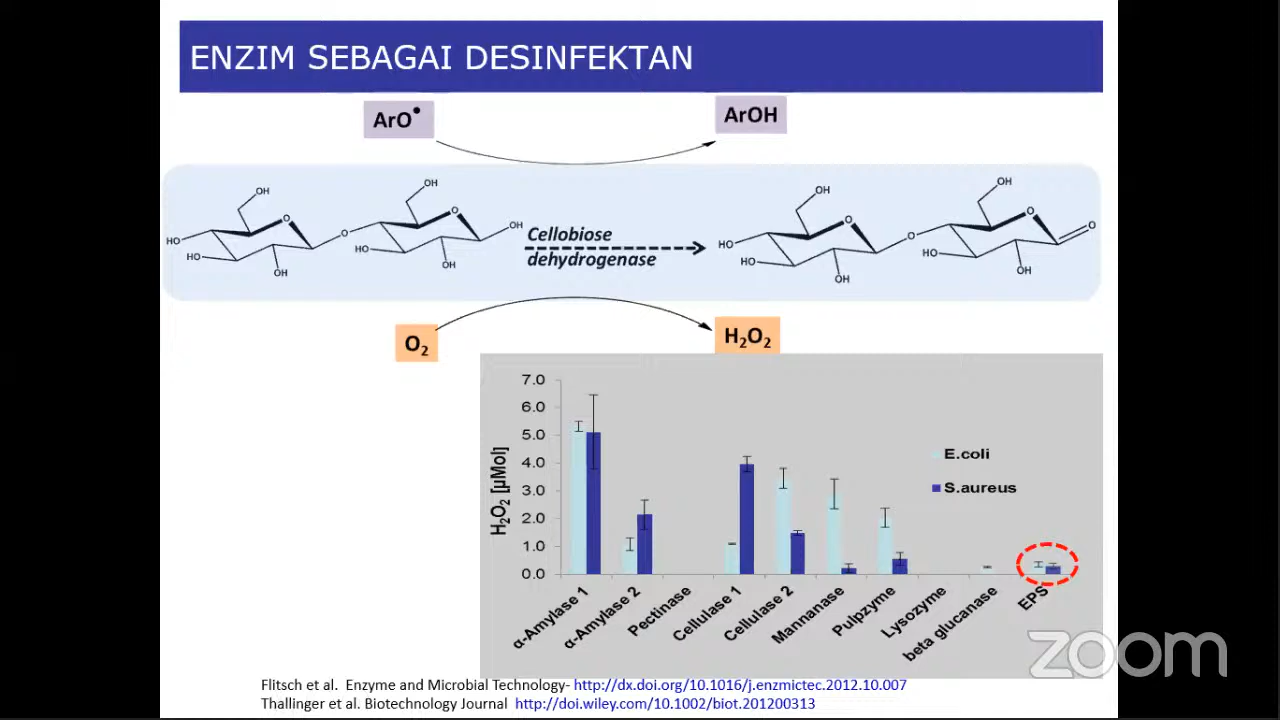 ENZIM SEBAGAI DESINFEKTAN
ArO• ArOH
OH OH OH OH
O O O O O
HO O OH Cellobiose HO O
HO HO dehydrogenase HO HO
OH OH OH OH
O₂ H₂O₂
7.0
6.0
5.0
4.0
3.0
2.0
1.0
0.0
H₂O₂ [µMol]
E.coli
S.aureus
α-Amylase 1
α-Amylase 2
Pectinase
Cellulase 1
Cellulase 2
Mannanase
Pulpzyme
Lysozyme
beta glucanase
EPS
zoom
Flitsch et al. Enzyme and Microbial Technology- http://dx.doi.org/10.1016/j.enzmictec.2012.10.007
Thallinger et al. Biotechnology Journal http://doi.wiley.com/10.1002/biot.201200313